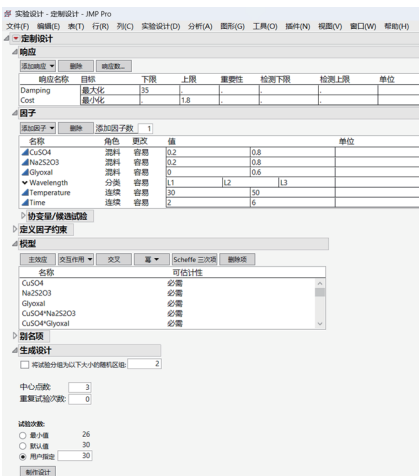 实验设计 - 定制设计 - JMP Pro
文件(F) 编辑(E) 表(T) 行(R) 列(C) 实验设计(D) 分析(A) 图形(G) 工具(O) 插件(N) 视图(V) 窗口(W) 帮助(H)
定制设计
响应
添加响应 删除 响应数...
响应名称 目标 下限 上限 重要性 检测下限 检测上限 单位
Damping 最大化 35 . . . .
Cost 最小化 . 1.8 . . .
因子
添加因子 删除 添加因子数 1
名称 角色 更改 值 单位
CuSO4 混料 容易 0.2 0.8
Na2S2O3 混料 容易 0.2 0.8
Glyoxal 混料 容易 0 0.6
Wavelength 分类 容易 L1 L2 L3
Temperature 连续 容易 30 50
Time 连续 容易 2 6
协变量/候选试验
定义因子约束
模型
主效应 交互作用 交叉 幂 Scheffe 三次项 删除项
名称 可估计性
CuSO4 必需
Na2S2O3 必需
Glyoxal 必需
CuSO4*Na2S2O3 必需
CuSO4*Glyoxal 必需
别名项
生成设计
将试验分组为以下大小的随机区组: 2
中心点数: 3
重复试验次数: 0
试验次数:
最小值 26
默认值 30
用户指定 30
制作设计